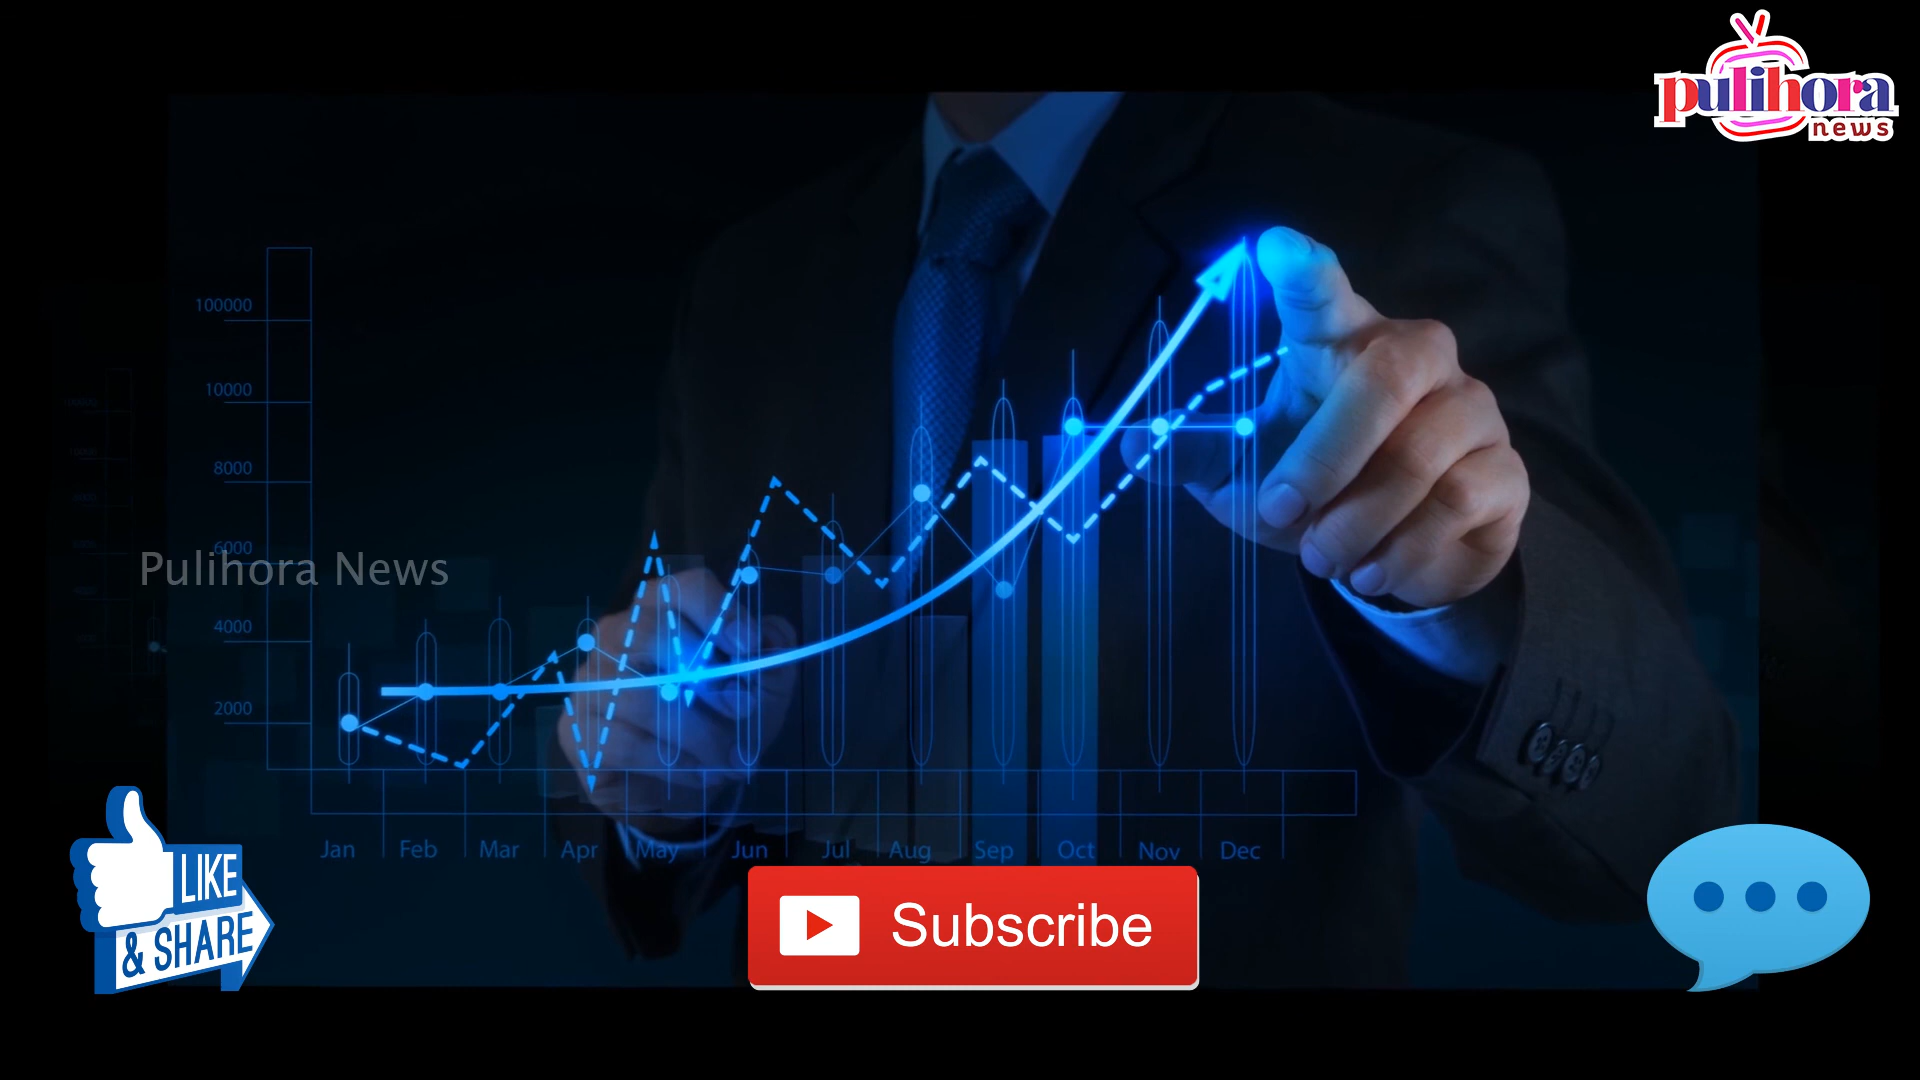 pulihora
news
100000
10000
8000
6000
4000
2000
Pulihora News
Jan Feb Mar Apr May Jun Jul Aug Sep Oct Nov Dec
LIKE
& SHARE
Subscribe